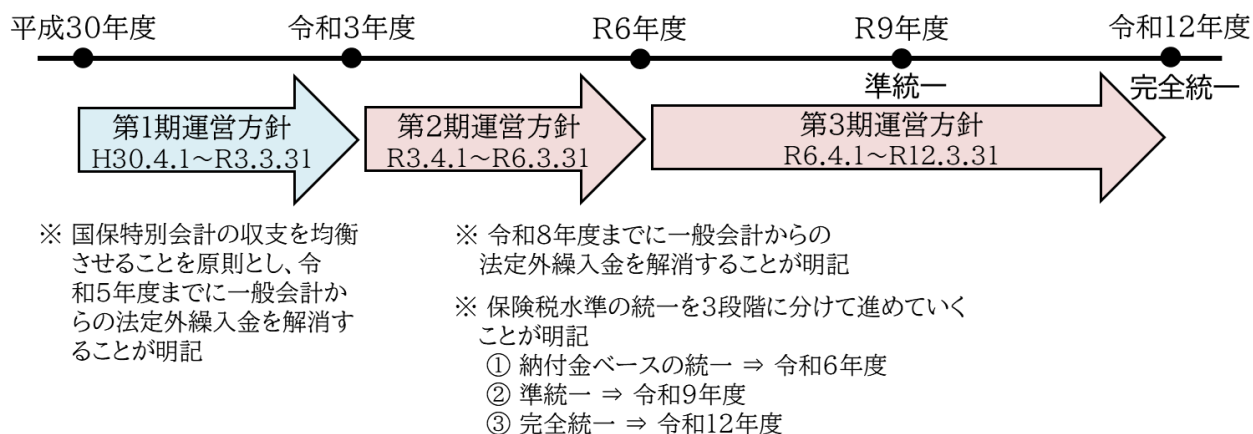 平成30年度
令和3年度
R6年度
R9年度
令和12年度
準統一
完全統一
第1期運営方針
H30.4.1～R3.3.31
第2期運営方針
R3.4.1～R6.3.31
第3期運営方針
R6.4.1～R12.3.31
※ 国保特別会計の収支を均衡
させることを原則とし、令
和5年度までに一般会計か
らの法定外繰入金を解消す
ることが明記
※ 令和8年度までに一般会計からの
法定外繰入金を解消することが明記
※ 保険税水準の統一を3段階に分けて進めていく
ことが明記
① 納付金ベースの統一 ⇒ 令和6年度
② 準統一 ⇒ 令和9年度
③ 完全統一 ⇒ 令和12年度